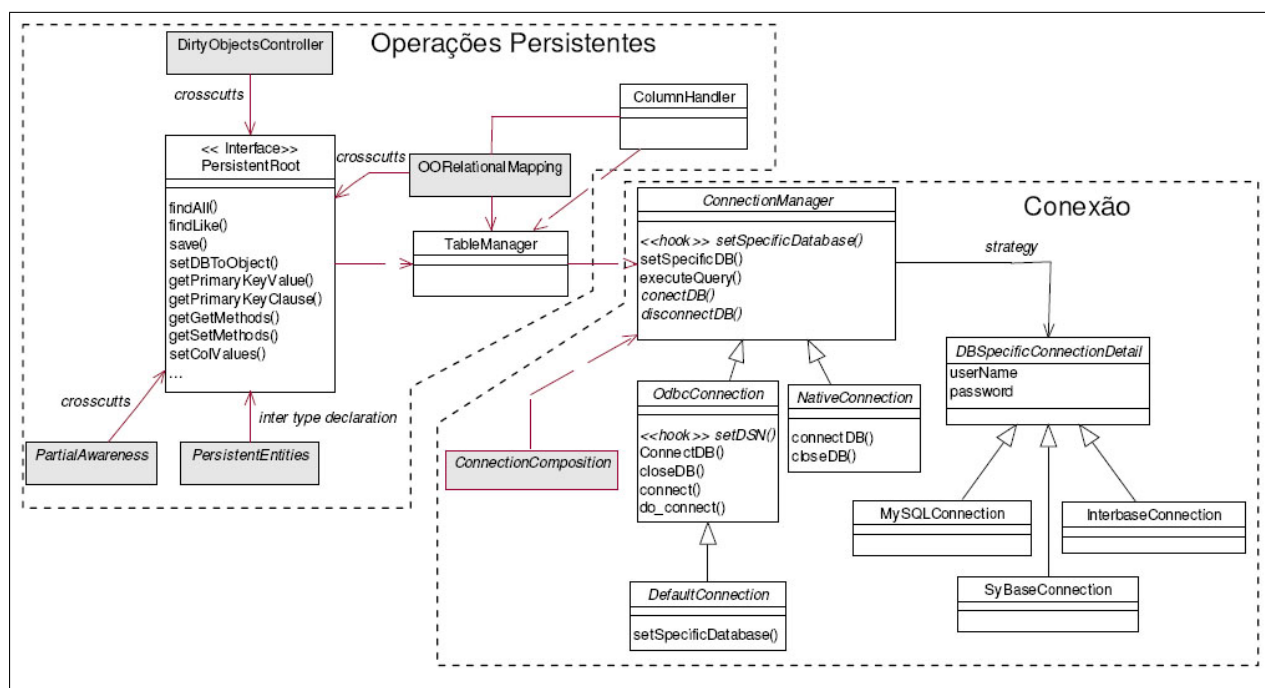 Operações Persistentes
DirtyObjectsController
crosscutts
<< Interface>>
PersistentRoot
findAll()
findLike()
save()
setDBToObject()
getPrimaryKeyValue()
getPrimaryKeyClause()
getGetMethods()
getSetMethods()
setColValues()
...
crosscutts
OORelationalMapping
ColumnHandler
TableManager
crosscutts
inter type declaration
PartialAwareness
PersistentEntities
Conexão
ConnectionManager
<<hook>> setSpecificDatabase()
setSpecificDB()
executeQuery()
conectDB()
disconnectDB()
strategy
DBSpecificConnectionDetail
userName
password
OdbcConnection
<<hook>> setDSN()
ConnectDB()
closeDB()
connect()
do_connect()
NativeConnection
connectDB()
closeDB()
ConnectionComposition
MySQLConnection
InterbaseConnection
SyBaseConnection
DefaultConnection
setSpecificDatabase()